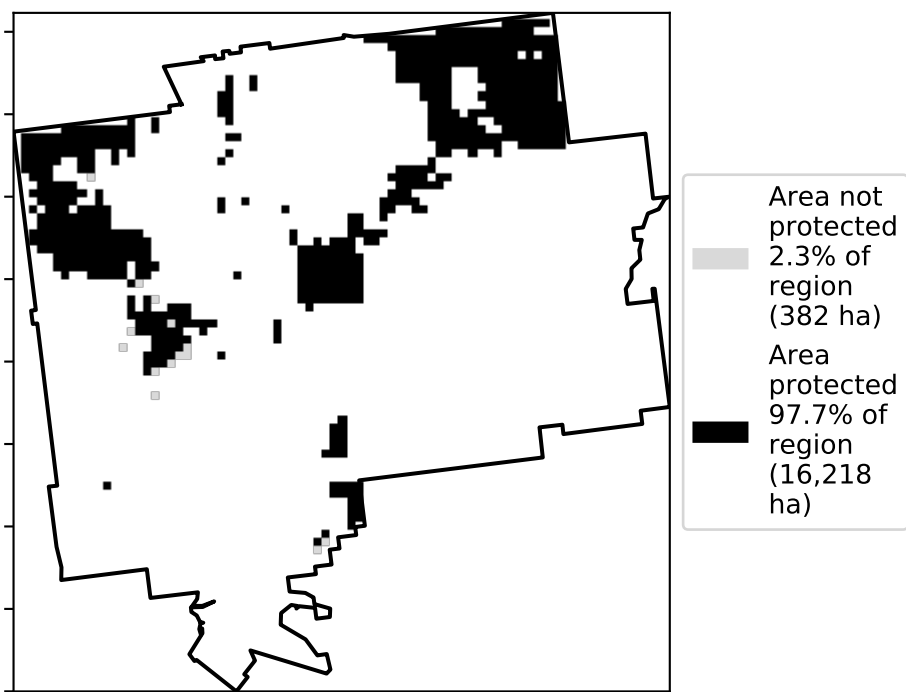 Area not
protected
2.3% of
region
(382 ha)
Area
protected
97.7% of
region
(16,218
ha)